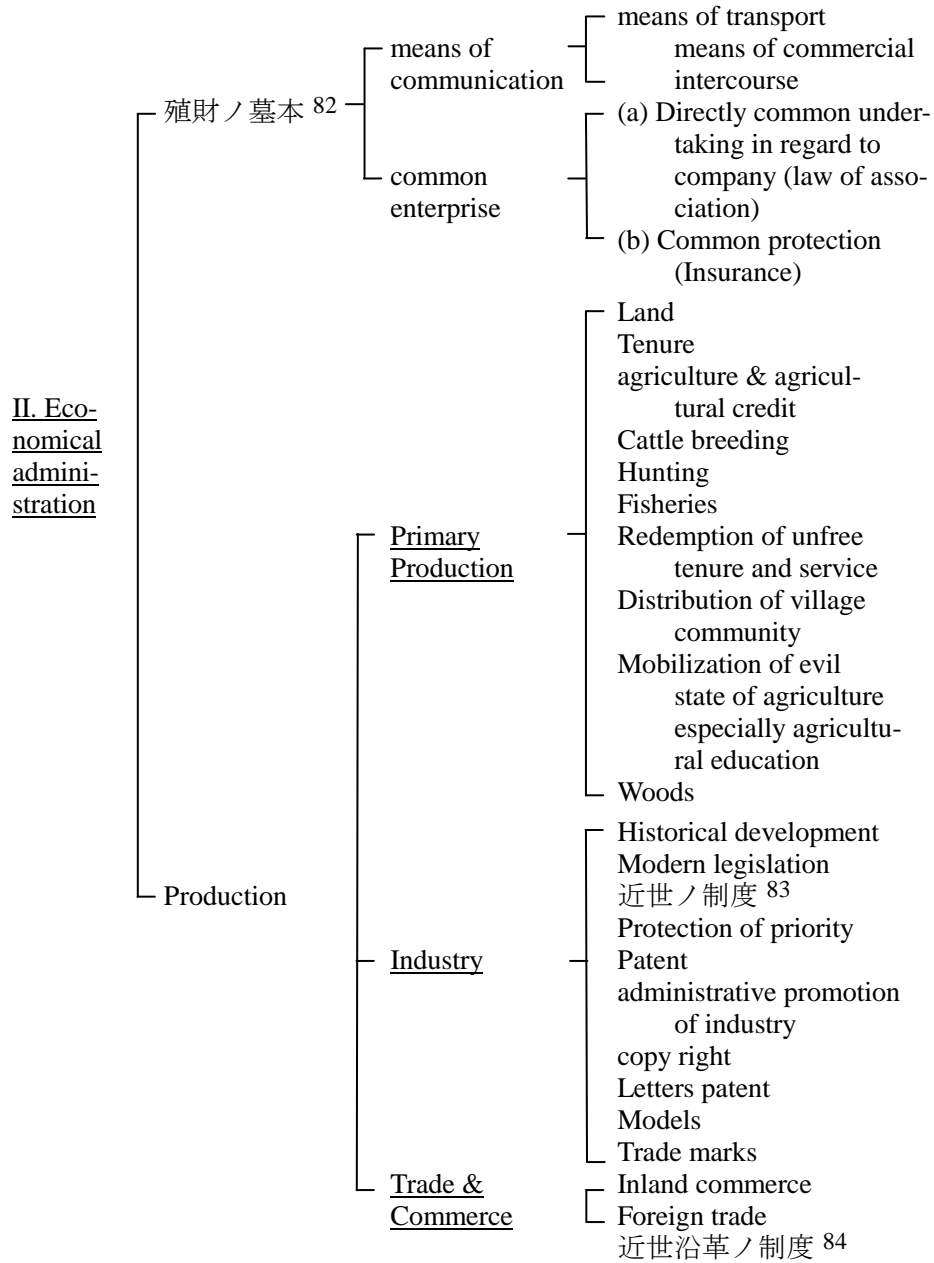 II. Eco-
nomical
admini-
stration
殖財ノ墓本 82
means of
communication
means of transport
means of commercial
intercourse
common
enterprise
(a) Directly common under-
taking in regard to
company (law of asso-
ciation)
(b) Common protection
(Insurance)
Production
Primary
Production
Land
Tenure
agriculture & agricul-
tural credit
Cattle breeding
Hunting
Fisheries
Redemption of unfree
tenure and service
Distribution of village
community
Mobilization of evil
state of agriculture
especially agricultu-
ral education
Woods
Industry
Historical development
Modern legislation
近世ノ制度 83
Protection of priority
Patent
administrative promotion
of industry
copy right
Letters patent
Models
Trade marks
Trade &
Commerce
Inland commerce
Foreign trade
近世沿革ノ制度 84